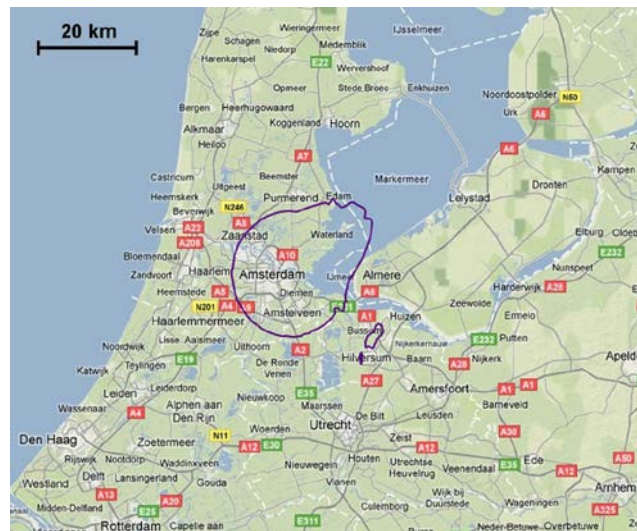 20 km
Zijpe
Wieringermeer
IJsselmeer
Schagen
Niedorp
Medemblik
Harenkarspel
E22
Wervershoof
Opmeer
Stede Broec
Enkhuizen
Noordoostpolder
N50
Urk
A6
Bergen
Heerhugowaard
Koggenland
Hoorn
Alkmaar
Heiloo
A7
A6
Markermeer
Castricum
Beemster
Dronten
Kampen
Uitgeest
Heemskerk
Purmerend
Edam
Lelystad
Beverwijk
N246
A8
Velsen
A22
Zaanstad
Waterland
A208
Elburg
Bloemendaal
A10
E232
Zandvoort
Haarlem
Amsterdam
IJmeer
Almere
Nunspeet
Heemstede
A5
Diemen
A6
Harderwijk
A28
N201
A4
A9
Amstelveen
Zeewolde
Haarlemmermeer
A1
Huizen
Ermelo
Bussum
E232
Putten
Noordwijk
Lisse
Aalsmeer
Uithoorn
A2
Nijkerkernauw
Teylingen
E19
De Ronde
Venen
Hilversum
Baarn
A28
Nijkerk
Katwijk
Leiden
Leiderdorp
E35
A27
Amersfoort
A1
A1
Wassenaar
Alphen aan
Den Rijn
Nieuwkoop
Maarssen
Barneveld
A4
De Bilt
Leusden
A30
Den Haag
Zoetermeer
N11
Woerden
Utrecht
A12
E30
Zeist
A12
Rijswijk
Nootdorp
Waddinxveen
Nieuwegein
Houten
Utrechtse
Heuvelrug
Veenendaal
E35
Ede
A50
Westland
Delft
Lansingerland
Gouda
Vianen
A12
Arnhem
Midden-Delfland
A13
A20
Wijk bij
Duurstede
Wageningen
A325
E25
Culemborg
Rotterdam
Capelle aan
E311
Neder-Betuwe
Overbetuwe